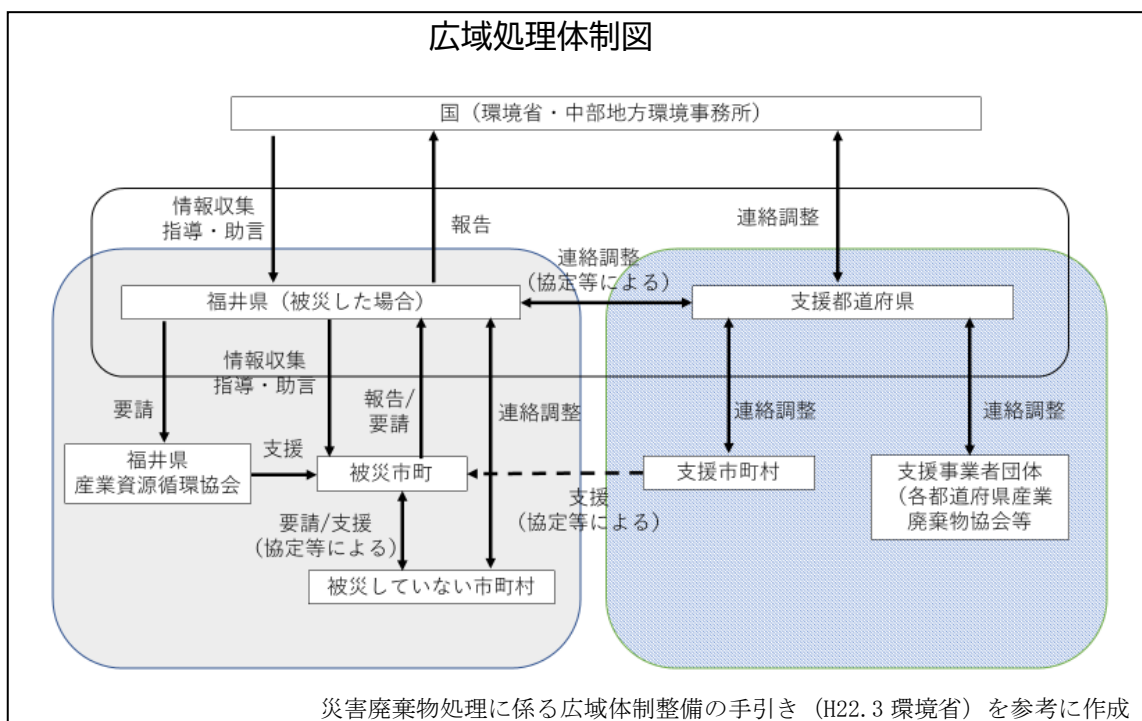 広域処理体制図
国（環境省・中部地方環境事務所）
情報収集
指導・助言
報告
連絡調整
連絡調整
（協定等による）
福井県（被災した場合）
支援都道府県
情報収集
指導・助言
要請
報告/
要請
連絡調整
連絡調整
連絡調整
福井県
産業資源循環協会
支援
被災市町
支援市町村
支援事業者団体
（各都道府県産業
廃棄物協会等
支援
（協定等による）
要請/支援
（協定等による）
被災していない市町村
災害廃棄物処理に係る広域体制整備の手引き（H22.3 環境省）を参考に作成